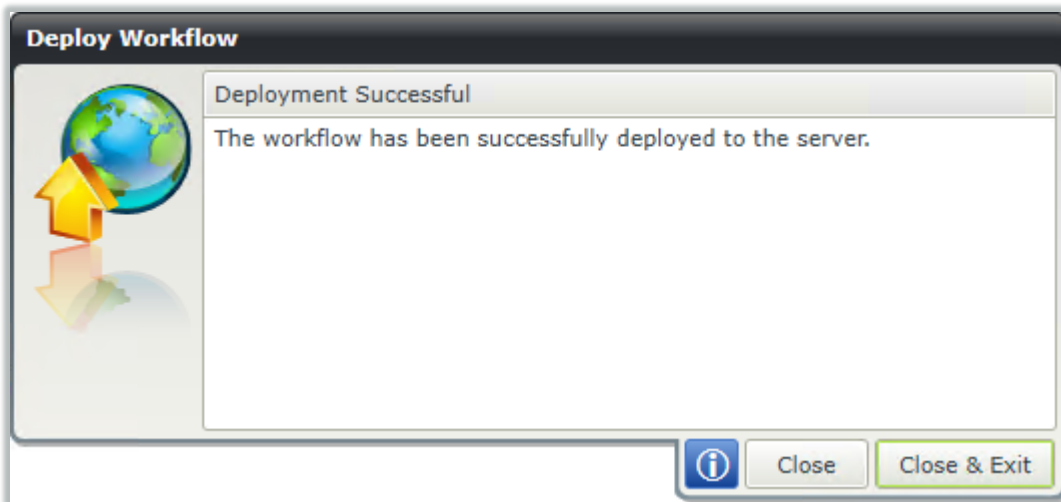 Deploy Workflow
Deployment Successful
The workflow has been successfully deployed to the server.
Close
Close & Exit